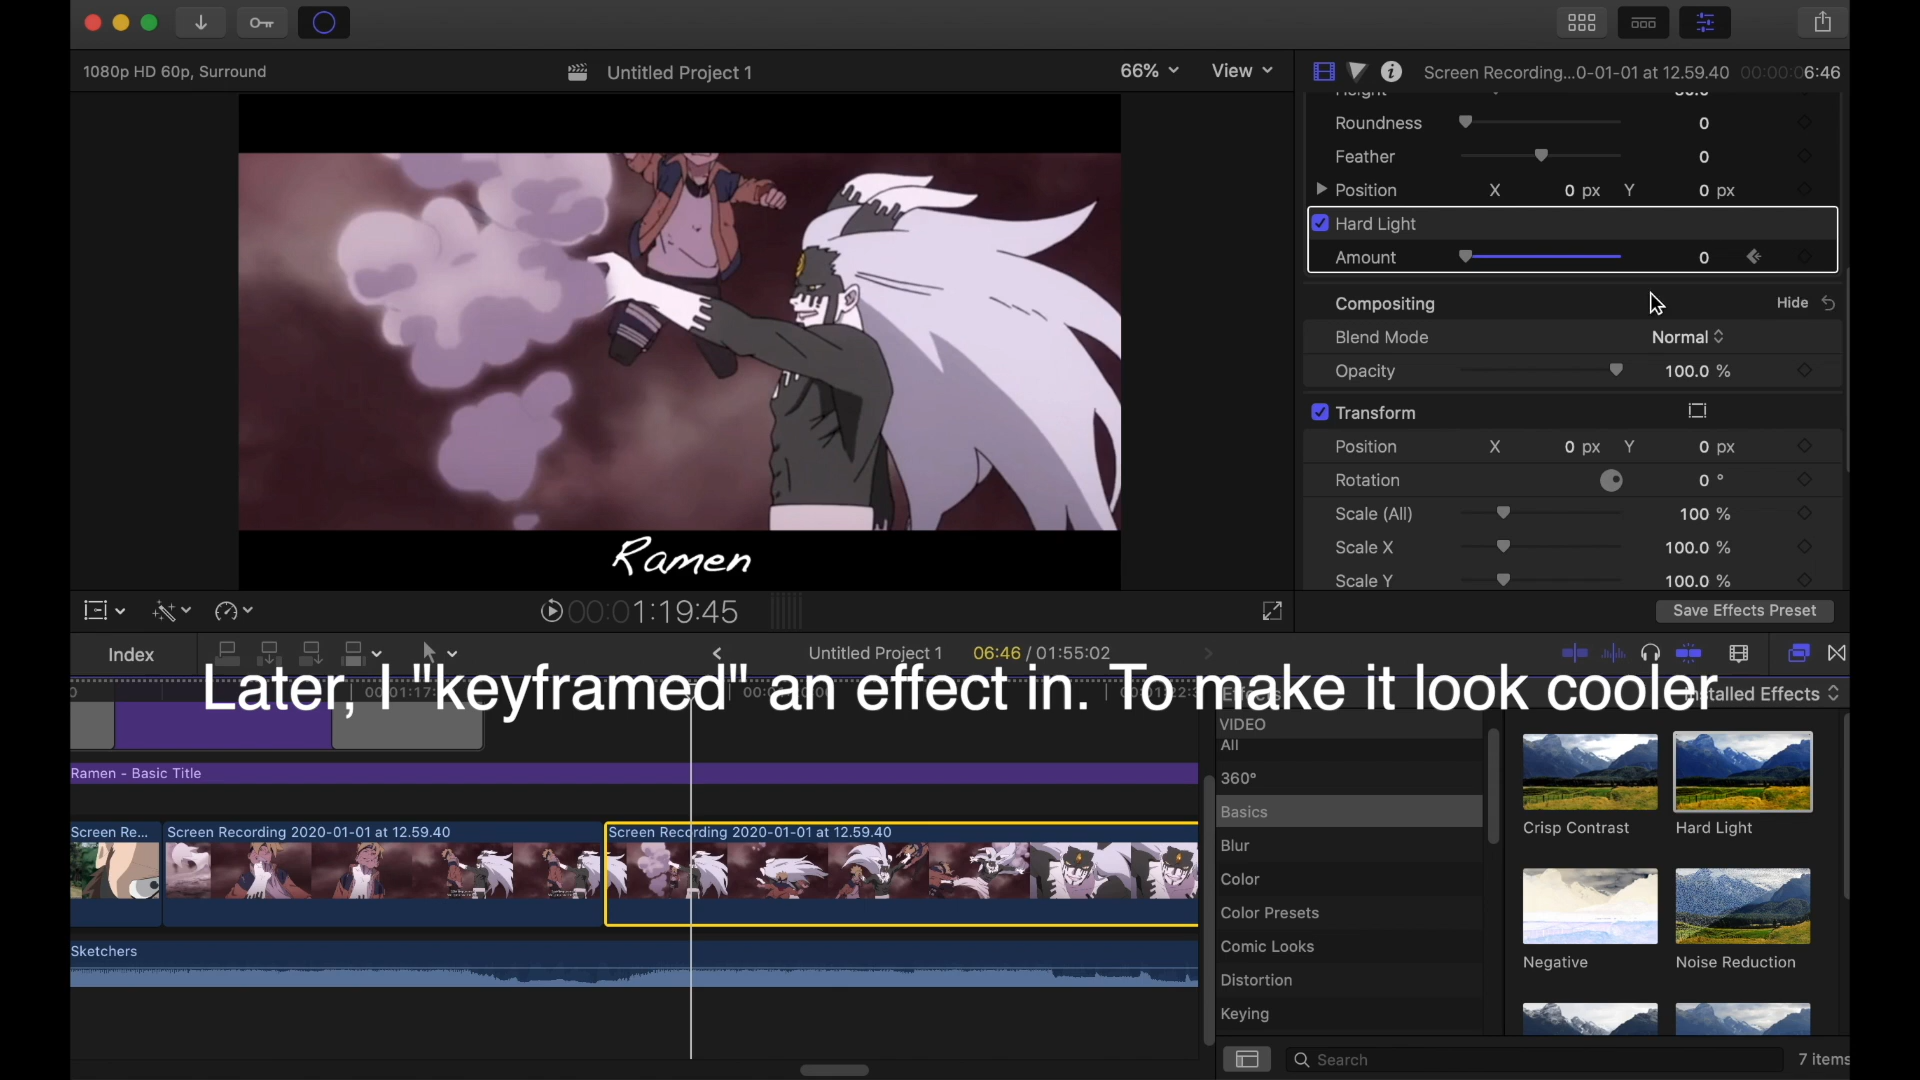 1080p HD 60p, Surround
Untitled Project 1
66%
View
Screen Recording...0-01-01 at 12.59.40
00:00:06:46
Height
Roundness
0
Feather
0
Position
X
0 px
Y
0 px
Hard Light
Amount
0
Compositing
Hide
Blend Mode
Normal
Opacity
100.0 %
Transform
Position
X
0 px
Y
0 px
Rotation
0 °
Scale (All)
100 %
Scale X
100.0 %
Scale Y
100.0 %
Ramen
00:01:19:45
Save Effects Preset
Index
Untitled Project 1
06:46 / 01:55:02
Later, I "keyframed" an effect in. To make it look cooler
Installed Effects
VIDEO
All
360°
Basics
Blur
Color
Color Presets
Comic Looks
Distortion
Keying
Ramen - Basic Title
Screen Re...
Screen Recording 2020-01-01 at 12.59.40
Screen Recording 2020-01-01 at 12.59.40
Sketchers
Crisp Contrast
Hard Light
Negative
Noise Reduction
Search
7 items